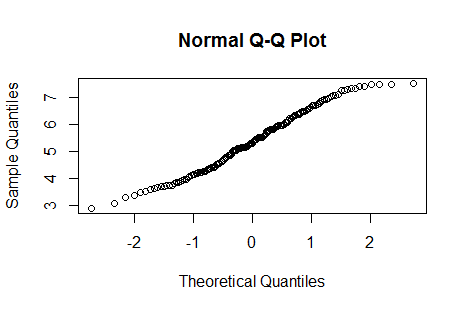 Normal Q-Q Plot
Sample Quantiles
7
6
5
4
3
-2 -1 0 1 2
Theoretical Quantiles